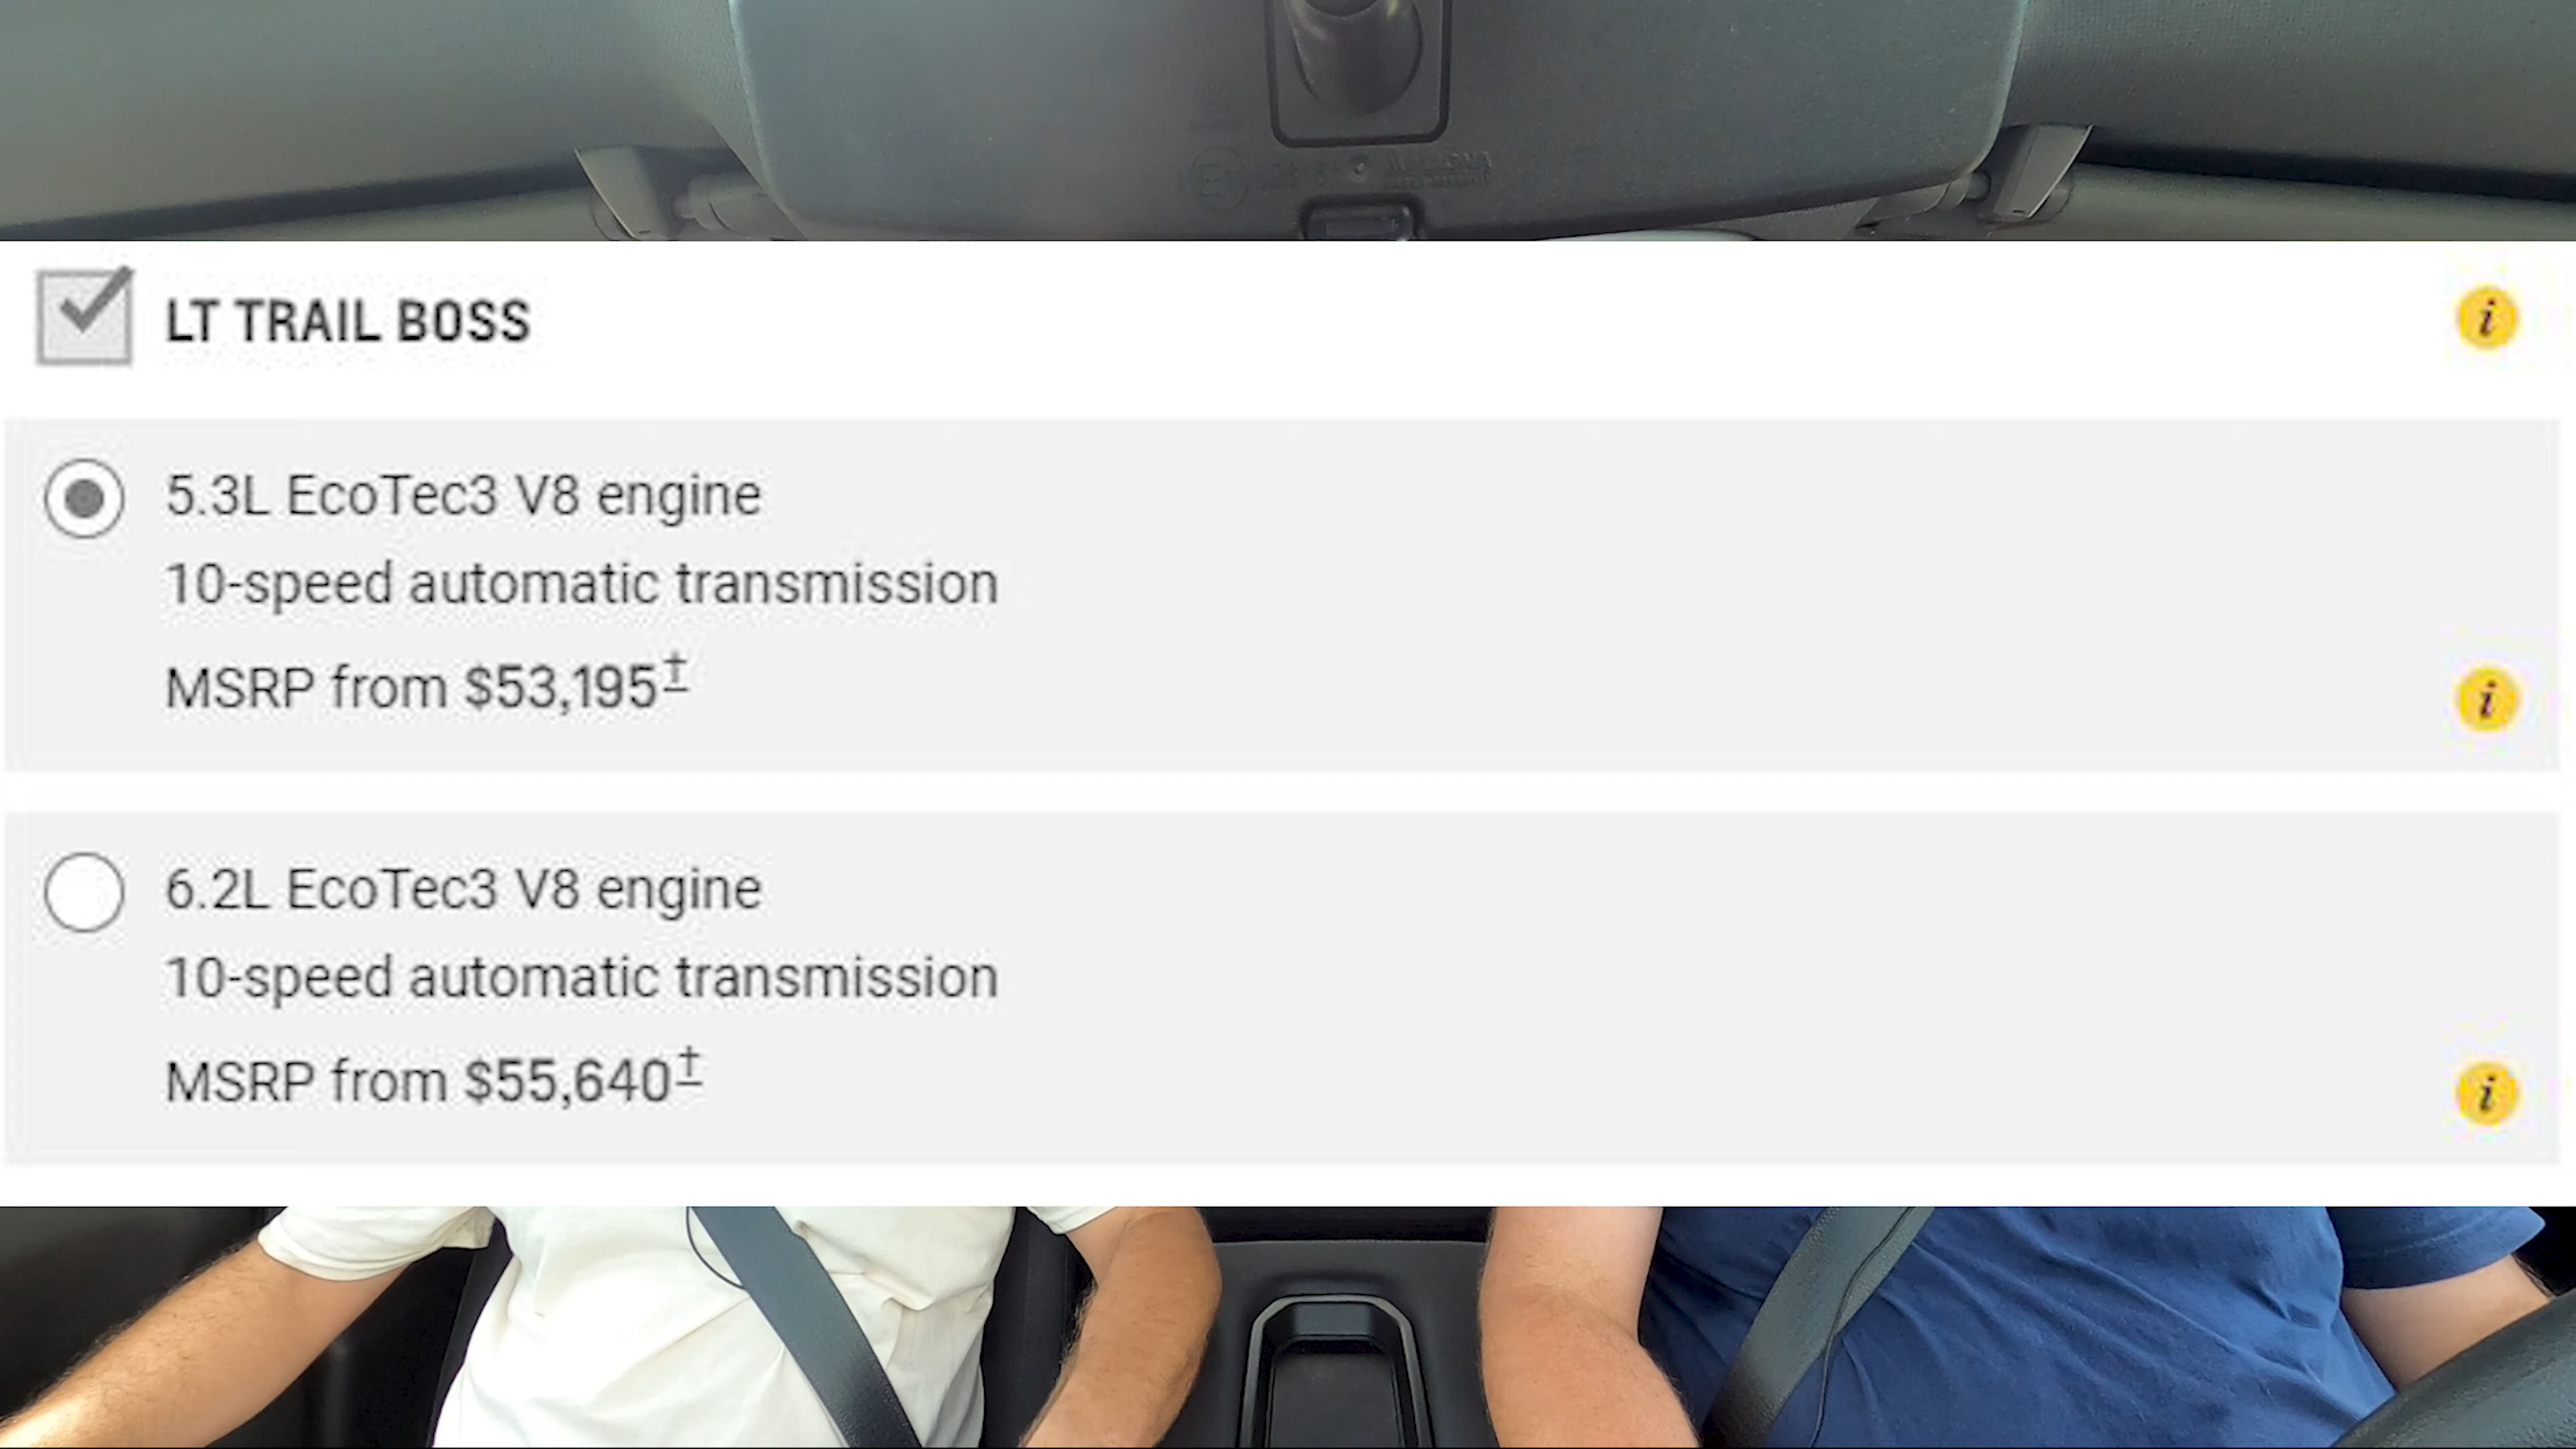 LT TRAIL BOSS
i
5.3L EcoTec3 V8 engine
10-speed automatic transmission
MSRP from $53,195†
i
6.2L EcoTec3 V8 engine
10-speed automatic transmission
MSRP from $55,640†
i